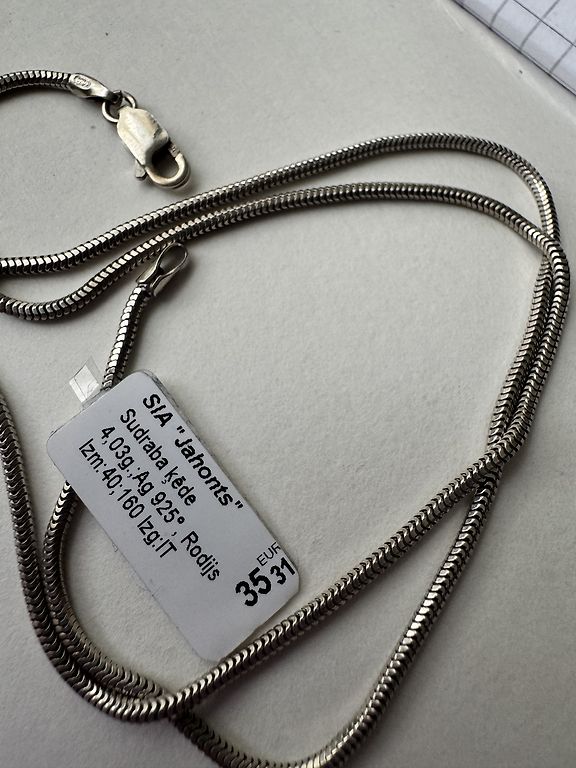 SIA "Jahonts"
Sudraba ķēde
4,03g.;Ag 925°, Rodijs
Izm:40;160 Izg:IT
EUR
35 31